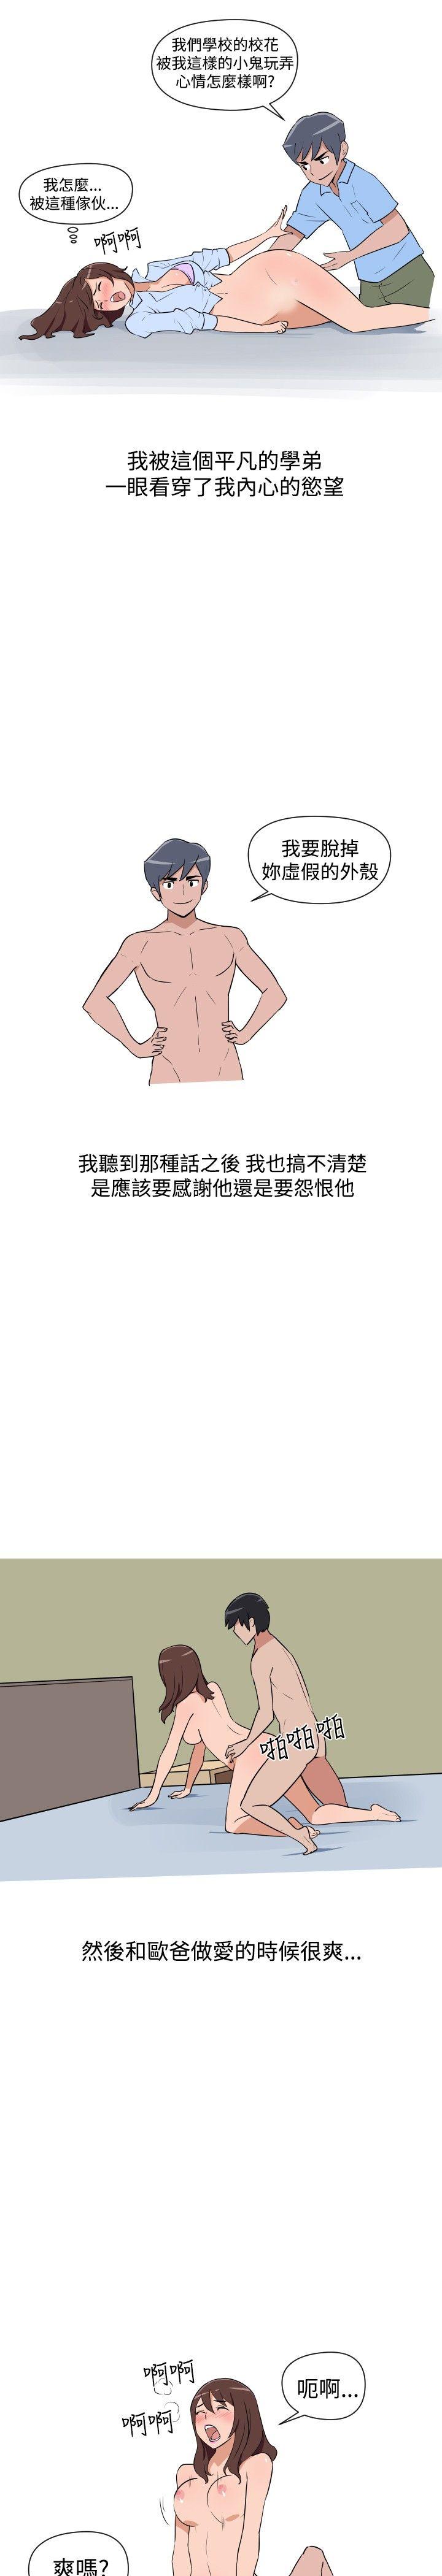 我們學校的校花
被我這樣的小鬼玩弄
心情怎麼樣啊?
我怎麼...
被這種傢伙...
啊啊
我被這個平凡的學弟
一眼看穿了我內心的慾望
我要脫掉
妳虛假的外殼
我聽到那種話之後 我也搞不清楚
是應該要感謝他還是要怨恨他
啪啪啪
然後和歐爸做愛的時候很爽...
啊啊
呃啊...
啊啊
爽嗎?